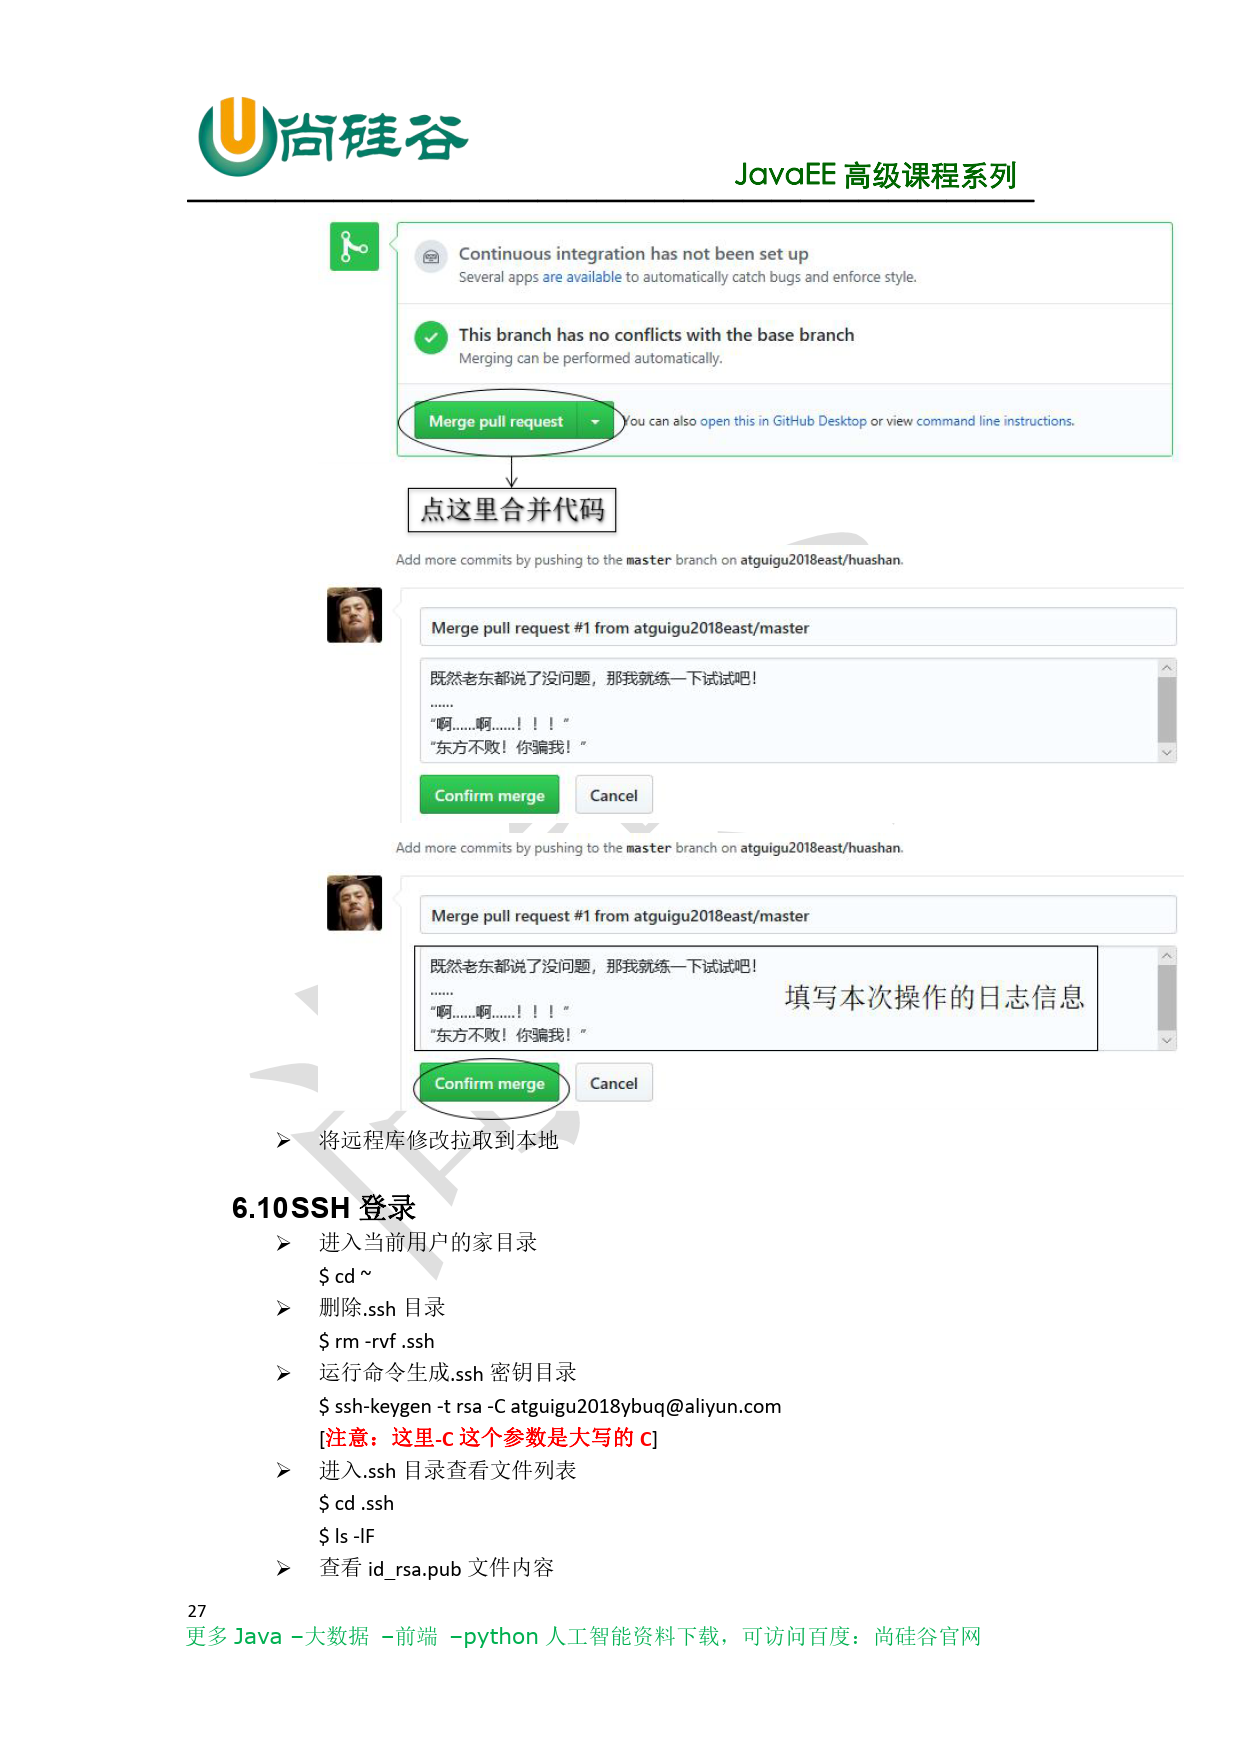 尚硅谷
JavaEE 高级课程系列
Continuous integration has not been set up
Several apps are available to automatically catch bugs and enforce style.
This branch has no conflicts with the base branch
Merging can be performed automatically.
Merge pull request You can also open this in GitHub Desktop or view command line instructions.
点这里合并代码
Add more commits by pushing to the master branch on atguigu2018east/huashan.
Merge pull request #1 from atguigu2018east/master
既然老东都说了没问题，那我就练一下试试吧！
......
“啊......啊......！！！”
“东方不败！你骗我！”
Confirm merge Cancel
Add more commits by pushing to the master branch on atguigu2018east/huashan.
Merge pull request #1 from atguigu2018east/master
既然老东都说了没问题，那我就练一下试试吧！
......
填写本次操作的日志信息
“啊......啊......！！！”
“东方不败！你骗我！”
Confirm merge Cancel
➢ 将远程库修改拉取到本地
6.10SSH 登录
➢ 进入当前用户的家目录
$ cd ~
➢ 删除.ssh 目录
$ rm -rvf .ssh
➢ 运行命令生成.ssh 密钥目录
$ ssh-keygen -t rsa -C atguigu2018ybuq@aliyun.com
[注意：这里-C 这个参数是大写的 C]
➢ 进入.ssh 目录查看文件列表
$ cd .ssh
$ ls -lF
➢ 查看 id_rsa.pub 文件内容
27
更多 Java –大数据 –前端 –python 人工智能资料下载，可访问百度：尚硅谷官网